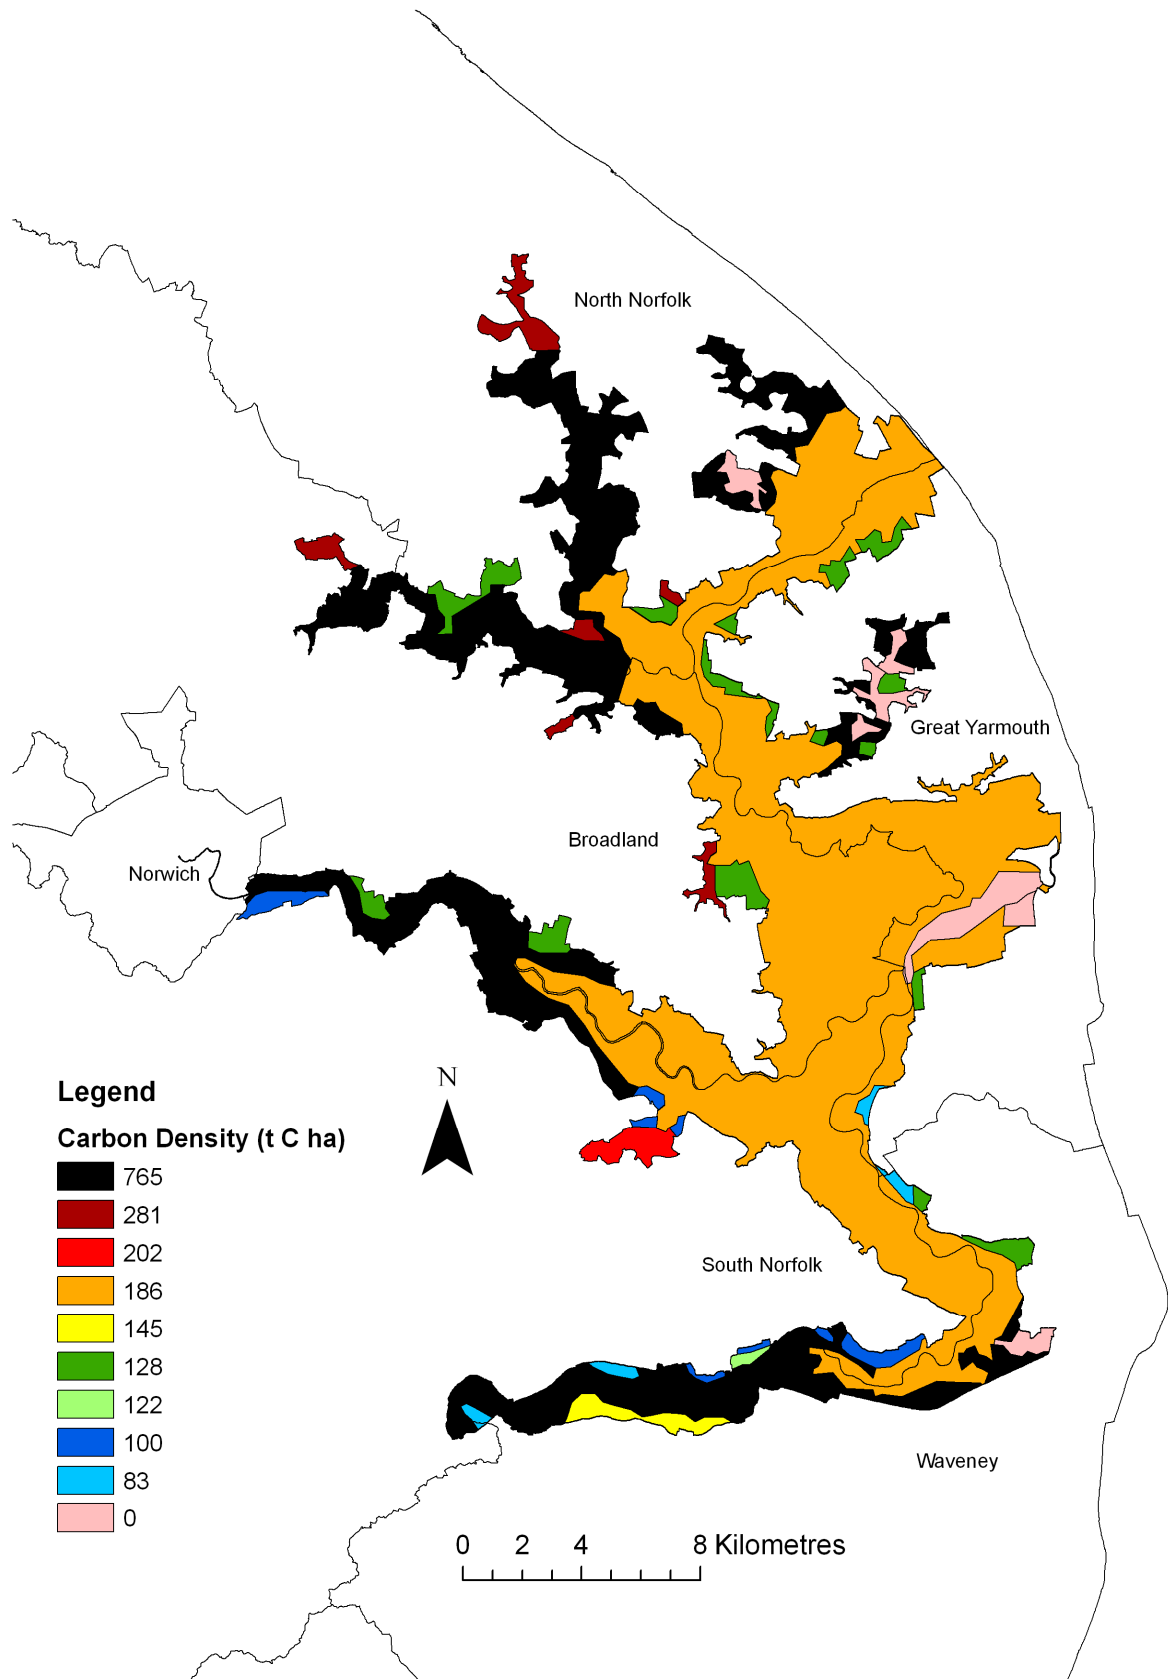 North Norfolk
Great Yarmouth
Broadland
Norwich
N
Legend
Carbon Density (t C ha)
765
281
202
186
145
128
122
100
83
0
South Norfolk
Waveney
0 2 4 8 Kilometres